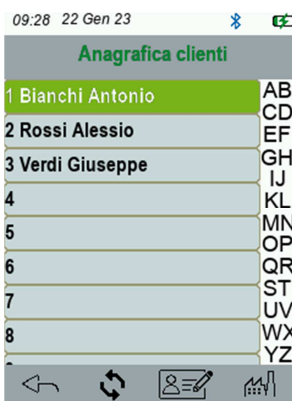 09:28 22 Gen 23
Anagrafica clienti
1 Bianchi Antonio
2 Rossi Alessio
3 Verdi Giuseppe
4
5
6
7
8
AB
CD
EF
GH
IJ
KL
MN
OP
QR
ST
UV
WX
YZ